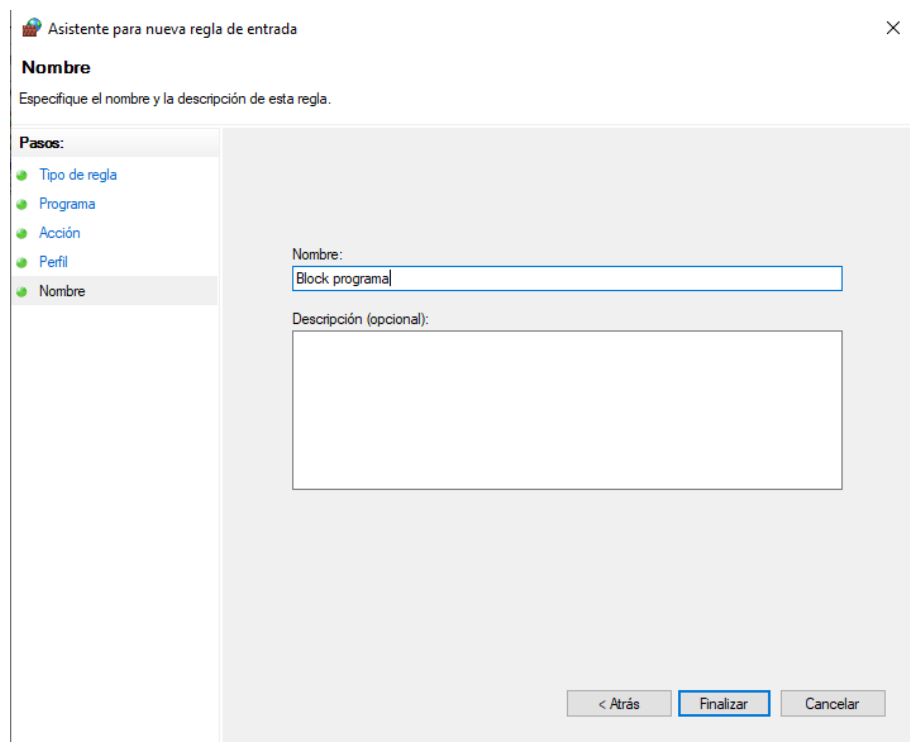 Asistente para nueva regla de entrada
Nombre
Especifique el nombre y la descripción de esta regla.
Pasos:
Tipo de regla
Programa
Acción
Perfil
Nombre
Nombre:
Block programa
Descripción (opcional):
< Atrás
Finalizar
Cancelar